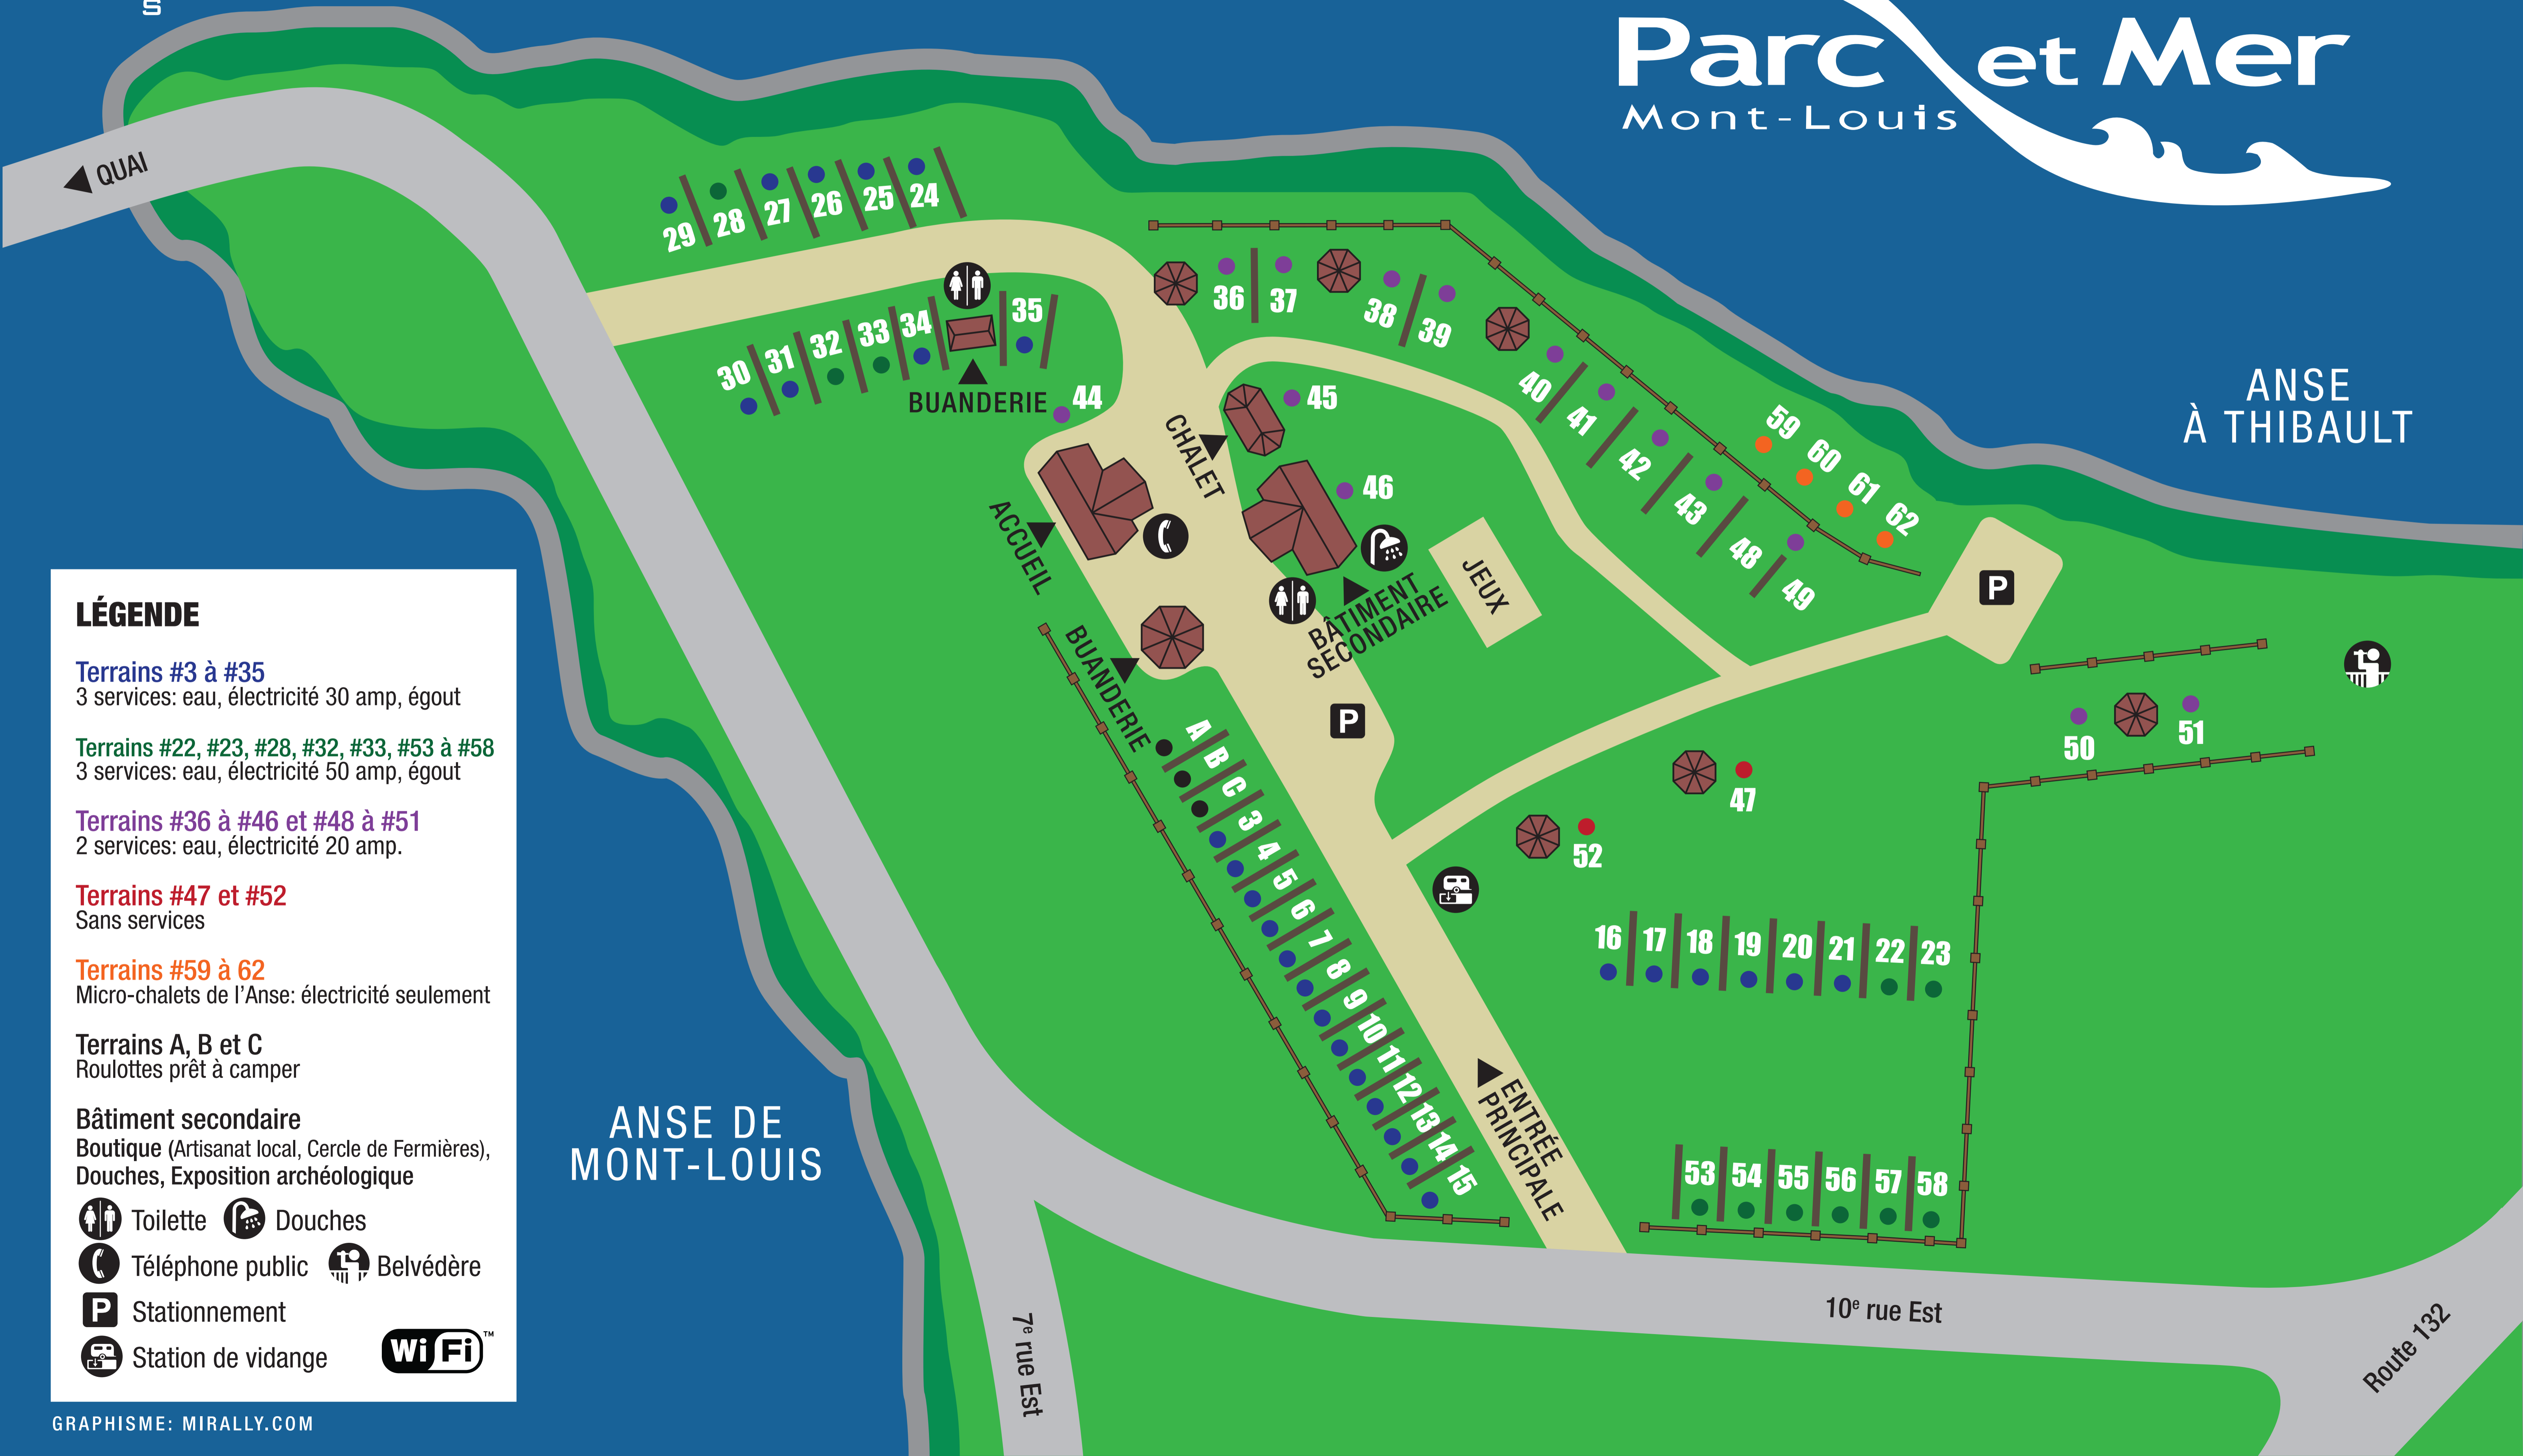 S
Parc et Mer
Mont-Louis
QUAI
29 28 27 26 25 24
30 31 32 33 34 35
BUANDERIE
36 37 38 39
40 41 42 43 48 49
59 60 61 62
44
45
46
CHALET
ACCUEIL
BÂTIMENT
SECONDAIRE
JEUX
BUANDERIE
P
P
ANSE
À THIBAULT
50
51
47
52
A
B
C
3
4
5
6
7
8
9
10
11
12
13
14
15
16 17 18 19 20 21 22 23
53 54 55 56 57 58
ENTRÉE
PRINCIPALE
ANSE DE
MONT-LOUIS
7e rue Est
10e rue Est
Route 132
LÉGENDE
Terrains #3 à #35
3 services: eau, électricité 30 amp, égout
Terrains #22, #23, #28, #32, #33, #53 à #58
3 services: eau, électricité 50 amp, égout
Terrains #36 à #46 et #48 à #51
2 services: eau, électricité 20 amp.
Terrains #47 et #52
Sans services
Terrains #59 à 62
Micro-chalets de l'Anse: électricité seulement
Terrains A, B et C
Roulottes prêt à camper
Bâtiment secondaire
Boutique (Artisanat local, Cercle de Fermières),
Douches, Exposition archéologique
Toilette Douches
Téléphone public Belvédère
P Stationnement
Station de vidange
WiFi™
GRAPHISME: MIRALLY.COM